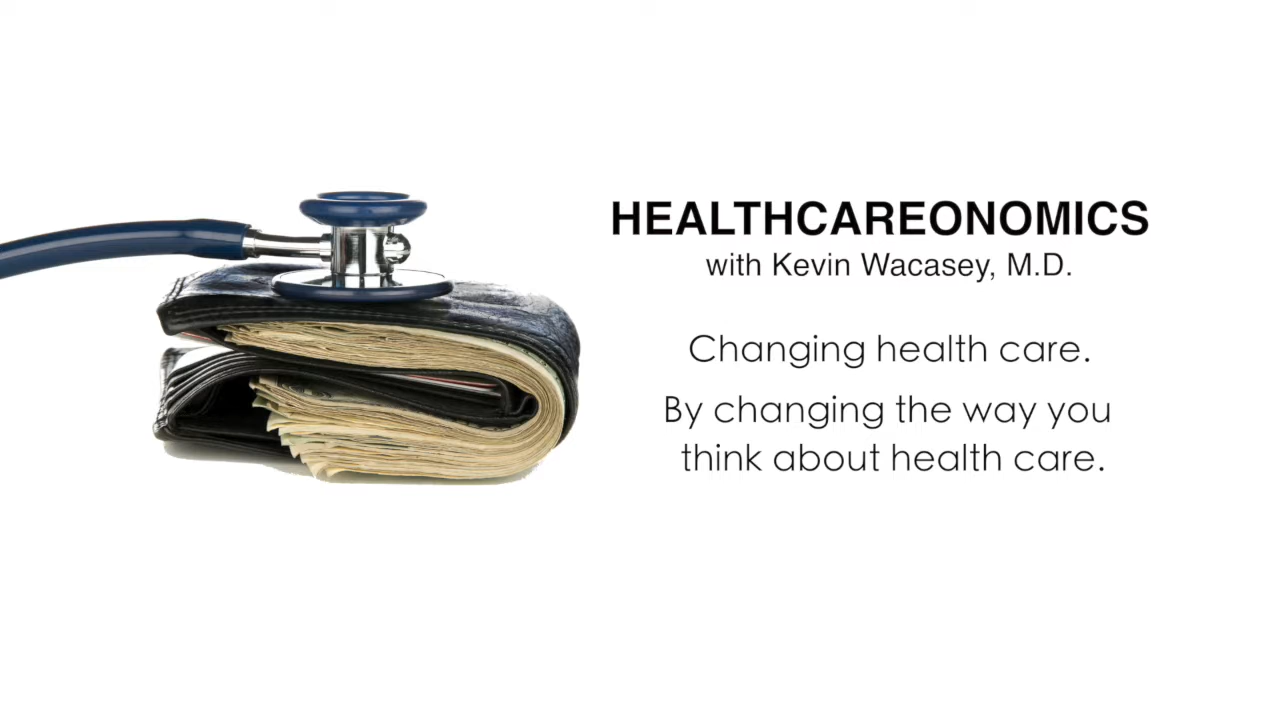 HEALTHCAREONOMICS
with Kevin Wacasey, M.D.
Changing health care.
By changing the way you
think about health care.